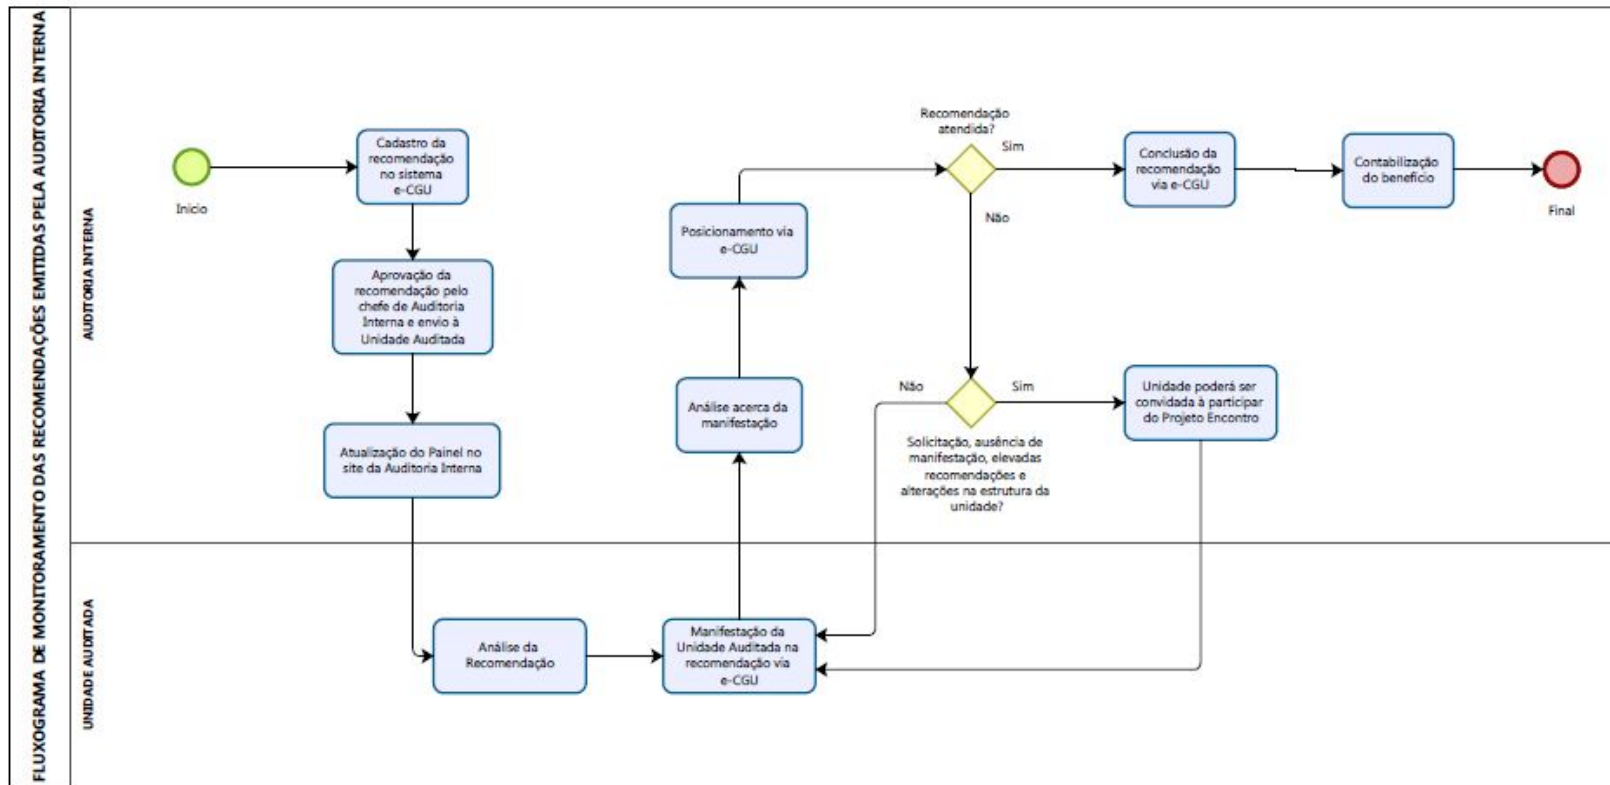 FLUXOGRAMA DE MONITORAMENTO DAS RECOMENDAÇÕES EMITIDAS PELA AUDITORIA INTERNA
AUDITORIA INTERNA
Início
Cadastro da
recomendação
no sistema
e-CGU
Aprovação da
recomendação pelo
chefe de Auditoria
Interna e envio à
Unidade Auditada
Atualização do Painel no
site da Auditoria Interna
Posicionamento via
e-CGU
Análise acerca da
manifestação
Recomendação
atendida?
Sim
Não
Conclusão da
recomendação
via e-CGU
Contabilização
do benefício
Final
Não
Sim
Solicitação, ausência de
manifestação, elevadas
recomendações e
alterações na estrutura da
unidade?
Unidade poderá ser
convidada à participar
do Projeto Encontro
UNIDADE AUDITADA
Análise da
Recomendação
Manifestação da
Unidade Auditada na
recomendação via
e-CGU